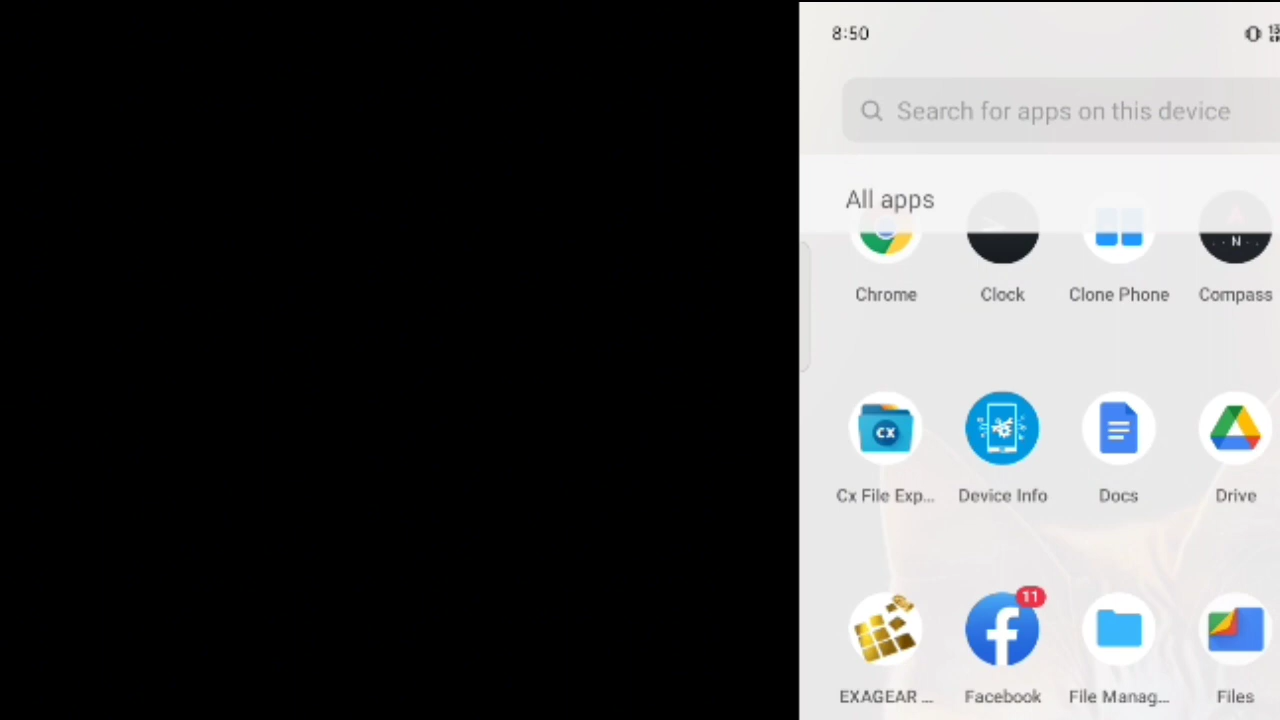 8:50
Search for apps on this device
All apps
Chrome Clock Clone Phone Compass
N
CX
Cx File Exp... Device Info Docs Drive
11
EXAGEAR ... Facebook File Manag... Files